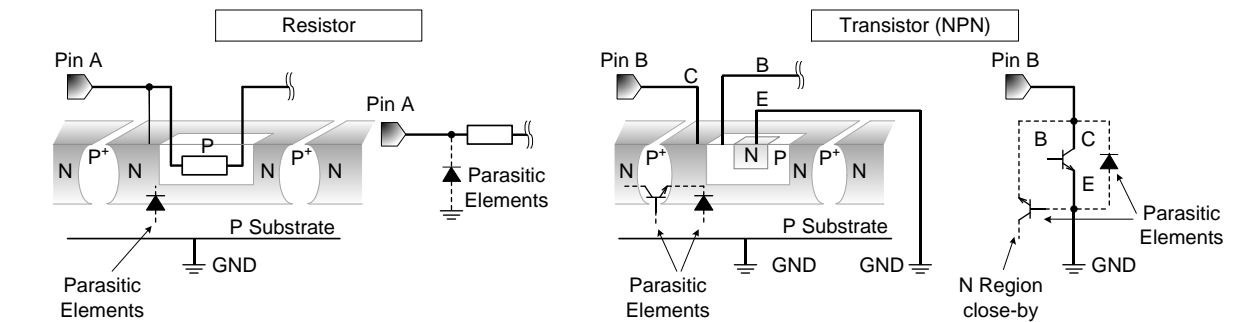 Resistor
Transistor (NPN)
Pin A
Pin A
N P+ N P N P+ N
Parasitic
Elements
P Substrate
GND
Parasitic
Elements
Pin B
C
B
E
N P+ N P N P+ N
P Substrate
GND
GND
Parasitic
Elements
Pin B
B
C
E
Parasitic
Elements
GND
N Region
close-by